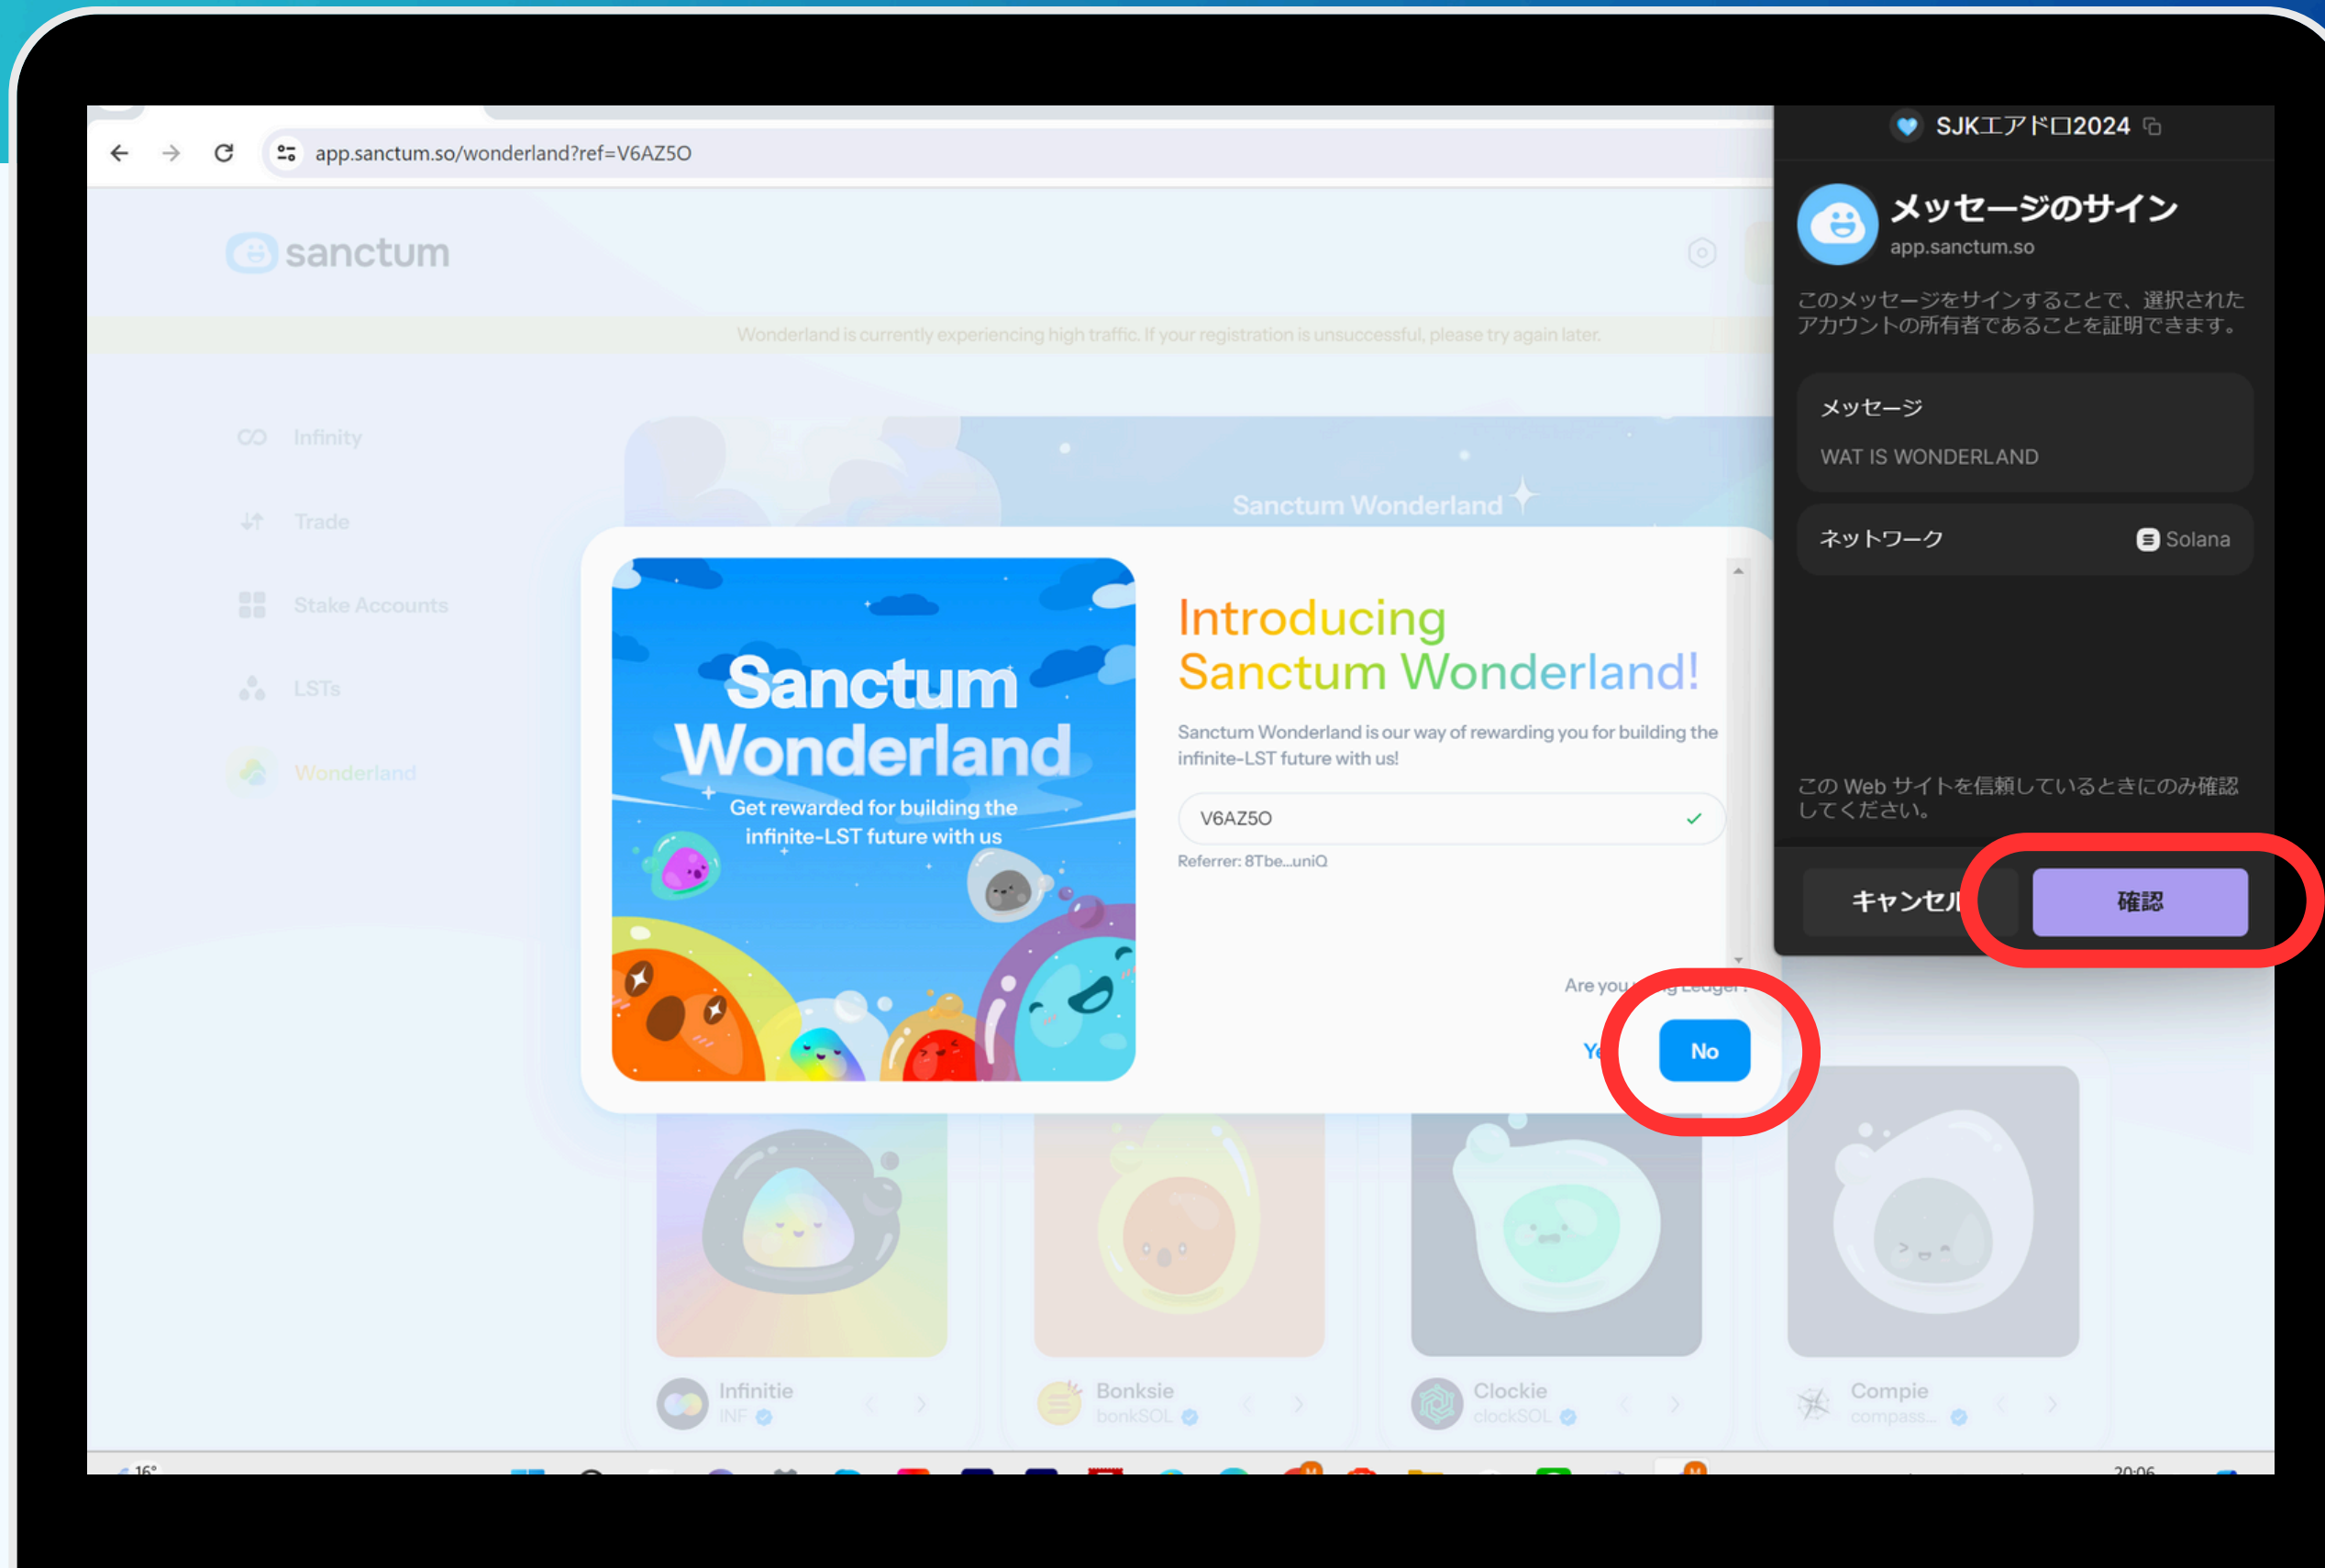 app.sanctum.so/wonderland?ref=V6AZ5O
sanctum
Wonderland is currently experiencing high traffic. If your registration is unsuccessful, please try again later.
Infinity
Trade
Stake Accounts
LSTs
Wonderland
Sanctum Wonderland
Sanctum
Wonderland
Get rewarded for building the
infinite-LST future with us
Introducing
Sanctum Wonderland!
Sanctum Wonderland is our way of rewarding you for building the
infinite-LST future with us!
V6AZ5O
Referrer: 8Tbe...uniQ
Are you
No
Infinitie
INF
Bonksie
bonkSOL
Clockie
clockSOL
Compie
compass...
SJKエアドロ2024
メッセージのサイン
app.sanctum.so
このメッセージをサインすることで、選択された
アカウントの所有者であることを証明できます。
メッセージ
WAT IS WONDERLAND
ネットワーク
Solana
この Web サイトを信頼しているときにのみ確認
してください。
キャンセル
確認
16°
20:06